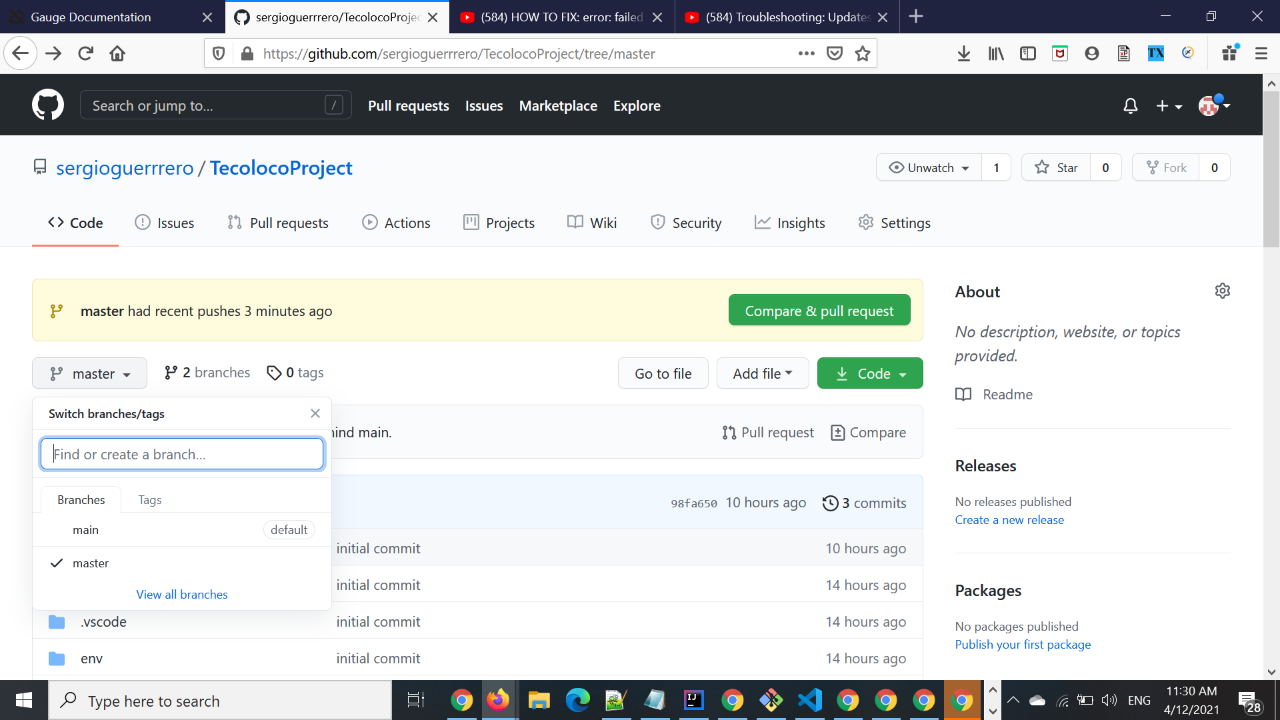 Gauge Documentation
sergioguerrrero/TecolocoProjec
(584) HOW TO FIX: error: failed
(584) Troubleshooting: Updates
https://github.com/sergioguerrrero/TecolocoProject/tree/master
TX
Search or jump to...
/
Pull requests
Issues
Marketplace
Explore
sergioguerrrero / TecolocoProject
Unwatch
1
Star
0
Fork
0
Code
Issues
Pull requests
Actions
Projects
Wiki
Security
Insights
Settings
master had recent pushes 3 minutes ago
Compare & pull request
About
No description, website, or topics
provided.
Readme
master
2 branches
0 tags
Go to file
Add file
Code
Switch branches/tags
main.
Pull request
Compare
Find or create a branch...
Branches
Tags
98fa650
10 hours ago
3 commits
main
default
master
View all branches
initial commit
10 hours ago
initial commit
14 hours ago
.vscode
initial commit
14 hours ago
env
initial commit
14 hours ago
Releases
No releases published
Create a new release
Packages
No packages published
Publish your first package
Type here to search
ENG
11:30 AM
4/12/2021
28